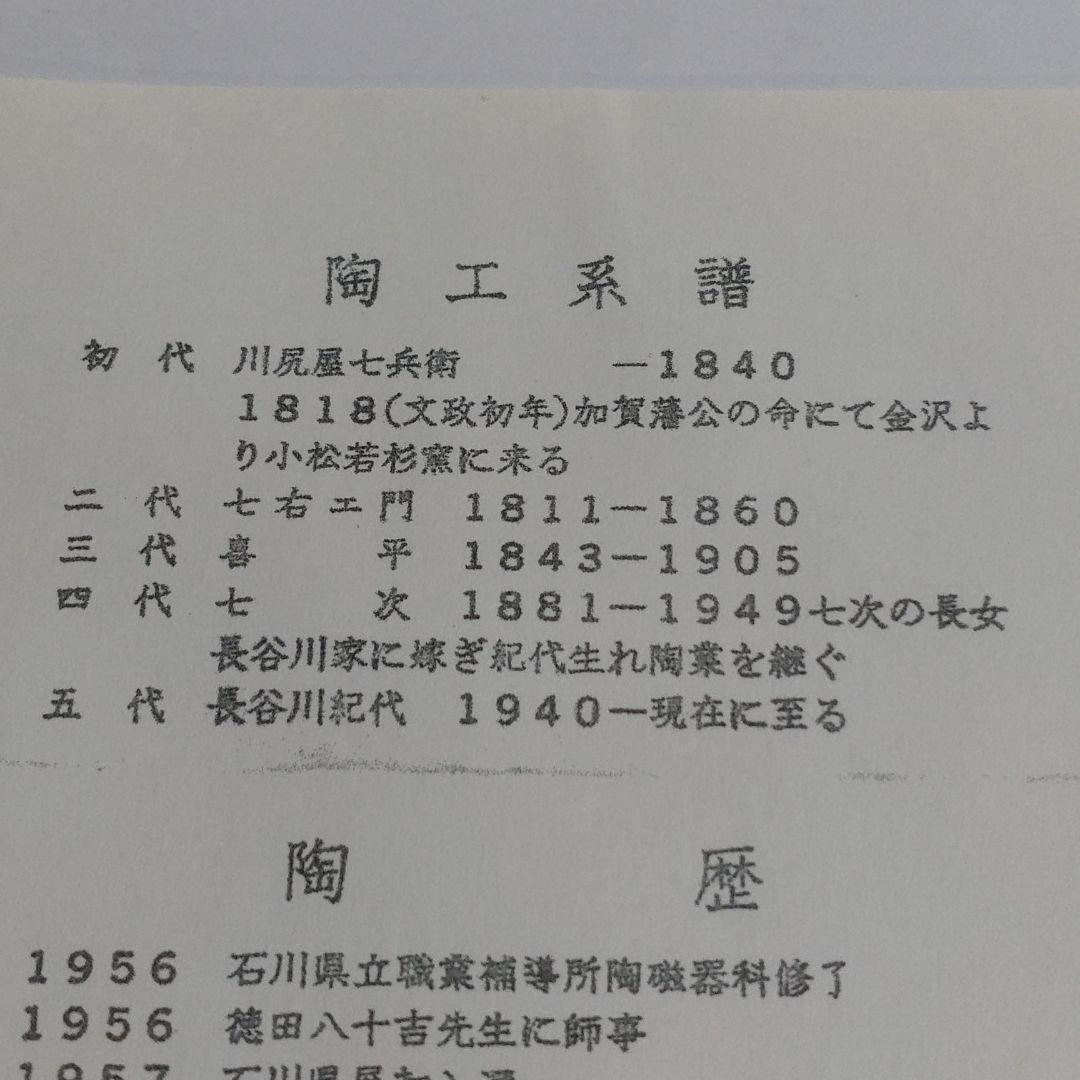 陶工系譜
初代 川尻屋七兵衛 —1840
1818(文政初年)加賀藩公の命にて金沢よ
り小松若杉窯に来る
二代 七右エ門 1811—1860
三代 喜平 1843—1905
四代 七次 1881—1949七次の長女
長谷川家に嫁ぎ紀代生れ陶業を継ぐ
五代 長谷川紀代 1940—現在に至る
陶歴
1956 石川県立職業補導所陶磁器科修了
1956 徳田八十吉先生に師事
1957 石川県展